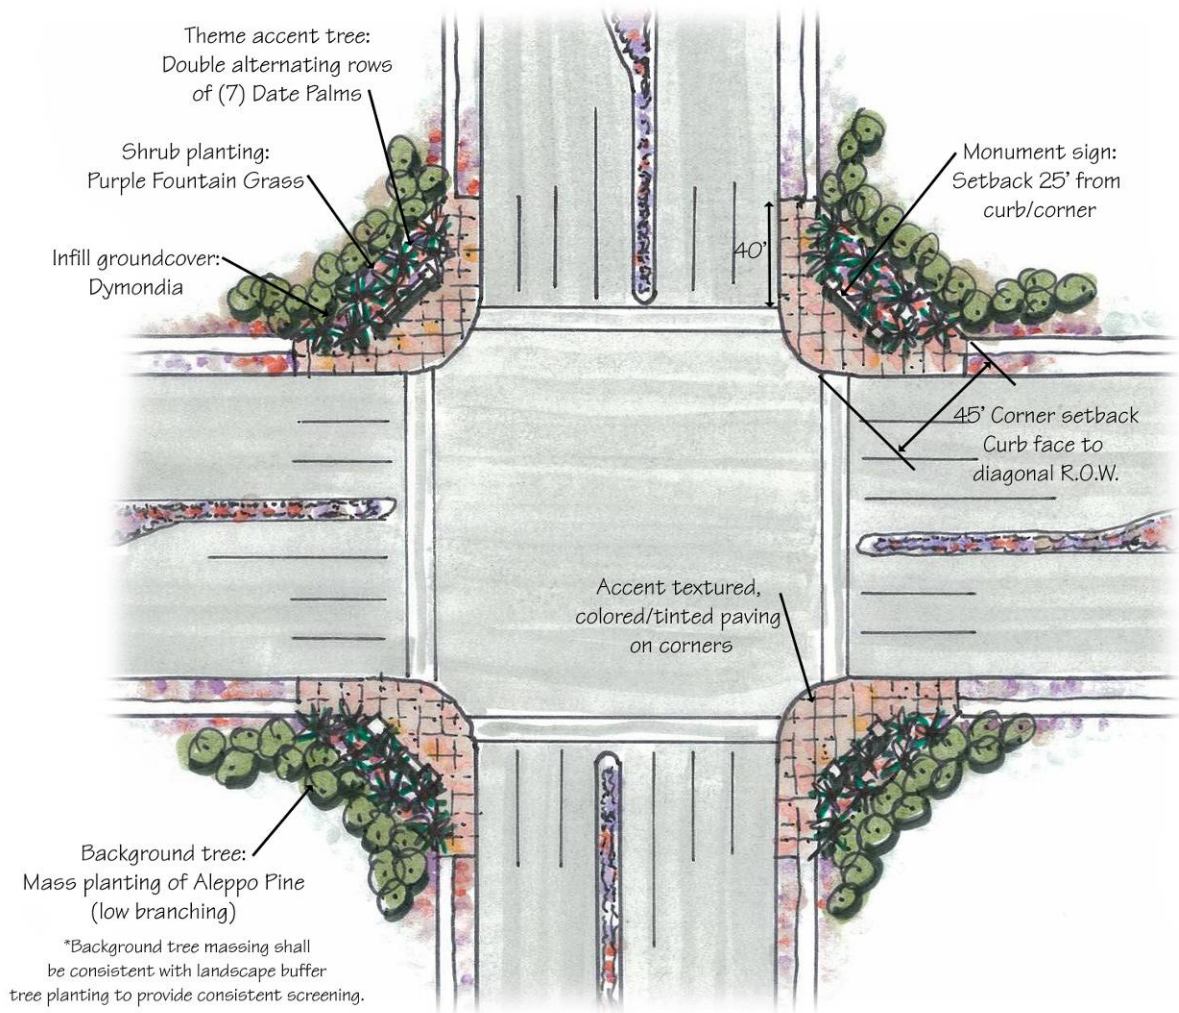 Theme accent tree:
Double alternating rows
of (7) Date Palms
Shrub planting:
Purple Fountain Grass
Infill groundcover:
Dymondia
Monument sign:
Setback 25' from
curb/corner
40'
45' Corner setback
Curb face to
diagonal R.O.W.
Accent textured,
colored/tinted paving
on corners
Background tree:
Mass planting of Aleppo Pine
(low branching)
*Background tree massing shall
be consistent with landscape buffer
tree planting to provide consistent screening.